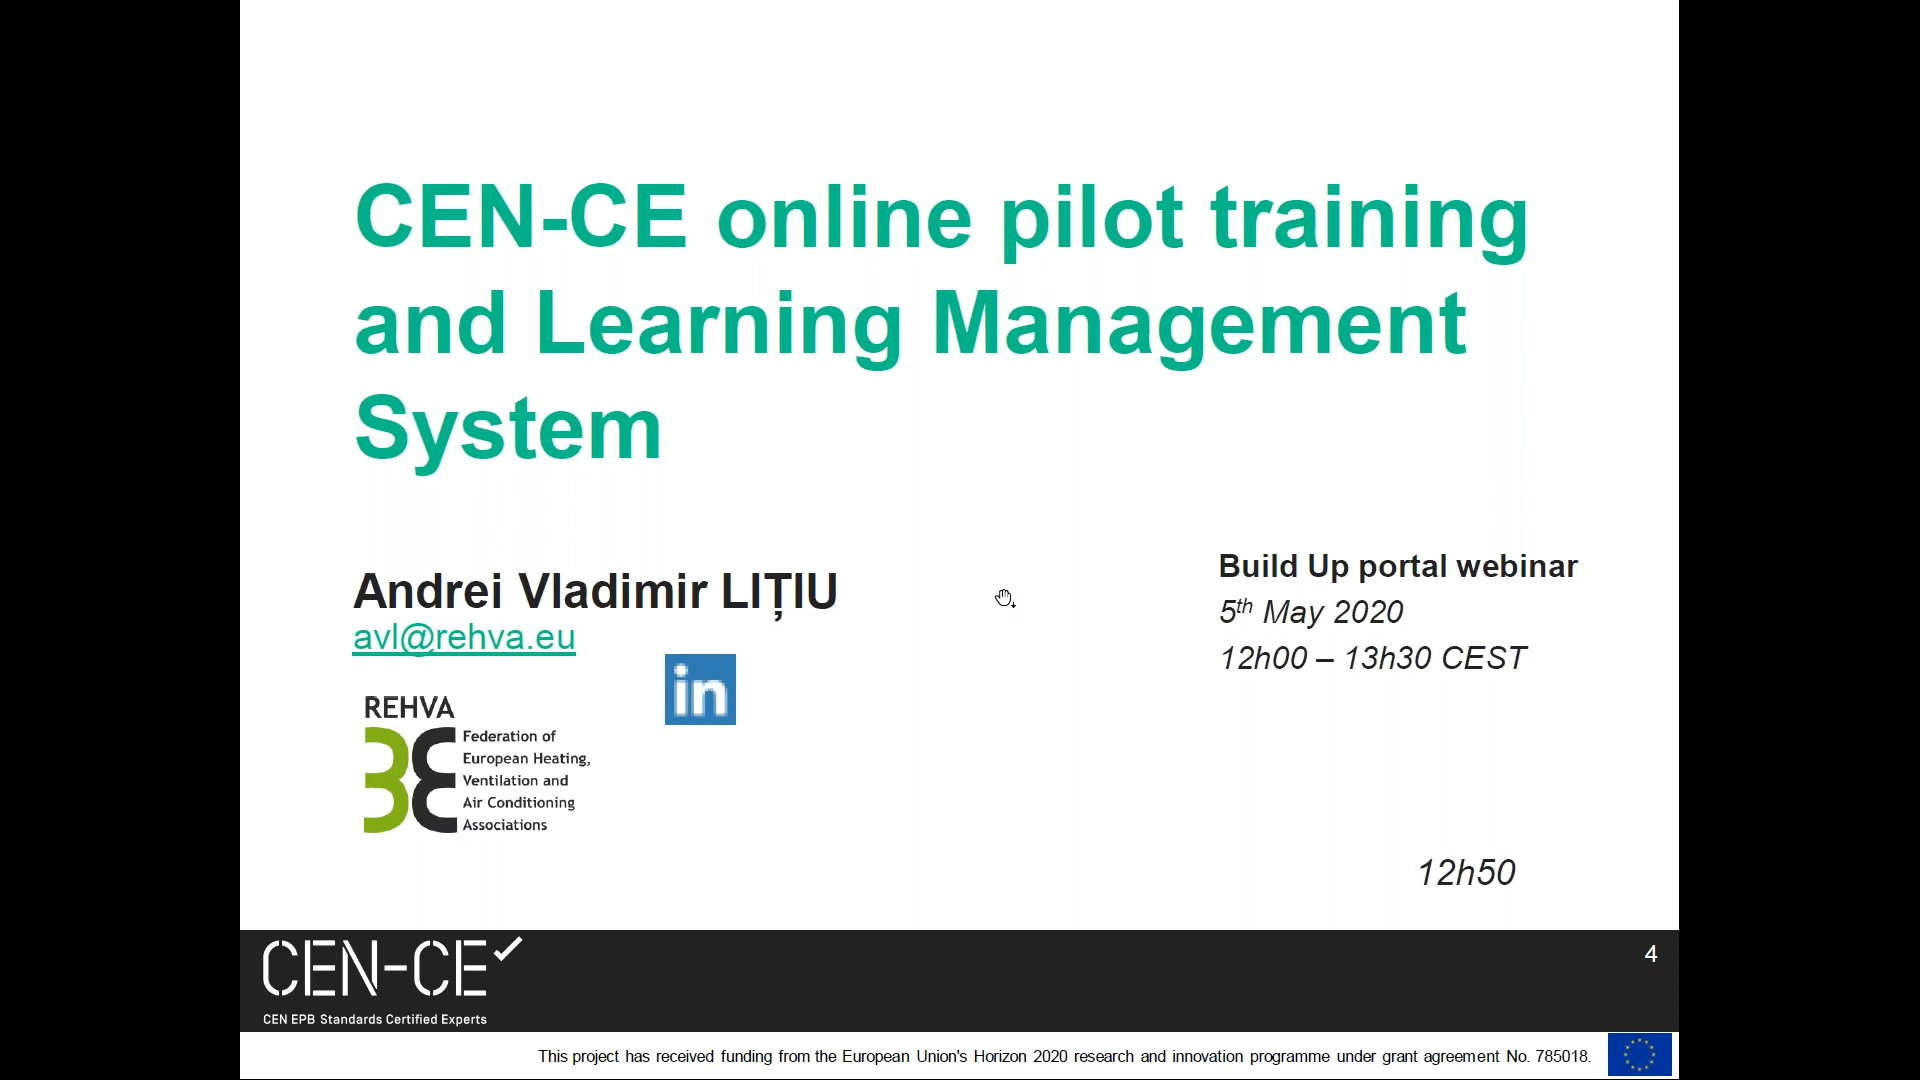 CEN-CE online pilot training
and Learning Management
System
Andrei Vladimir LIȚIU
avl@rehva.eu
in
REHVA
Federation of
European Heating,
Ventilation and
Air Conditioning
Associations
Build Up portal webinar
5th May 2020
12h00 – 13h30 CEST
12h50
CEN-CE
CEN EPB Standards Certified Experts
4
This project has received funding from the European Union's Horizon 2020 research and innovation programme under grant agreement No. 785018.